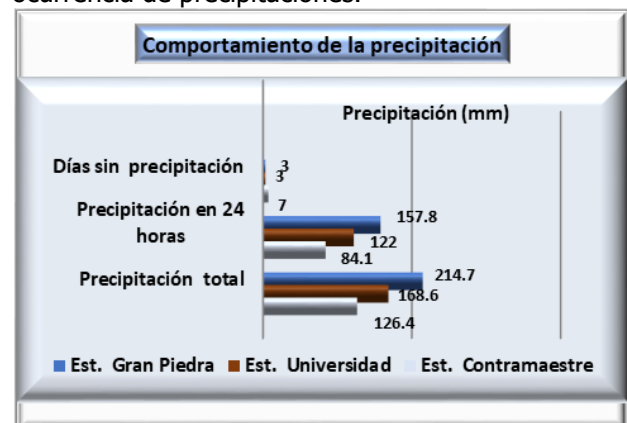 ocurrencia de precipitaciones.
Comportamiento de la precipitación
Precipitación (mm)
Días sin precipitación
3
3
7
Precipitación en 24
horas
157.8
122
84.1
Precipitación total
214.7
168.6
126.4
Est. Gran Piedra Est. Universidad Est. Contramaestre